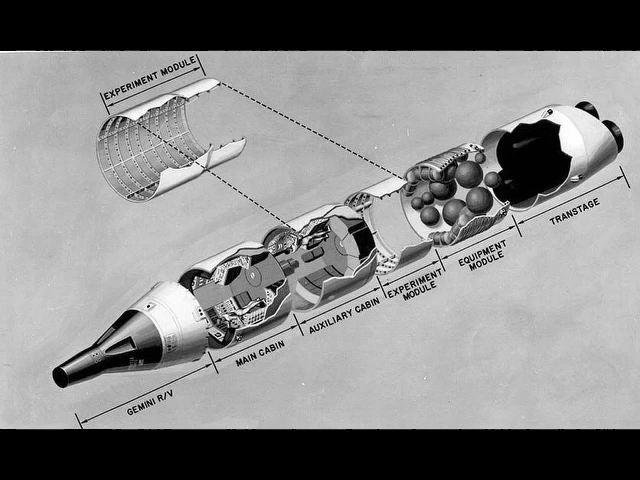 EXPERIMENT MODULE
TRANSTAGE
EQUIPMENT
MODULE
EXPERIMENT
MODULE
AUXILIARY CABIN
MAIN CABIN
GEMINI R/V